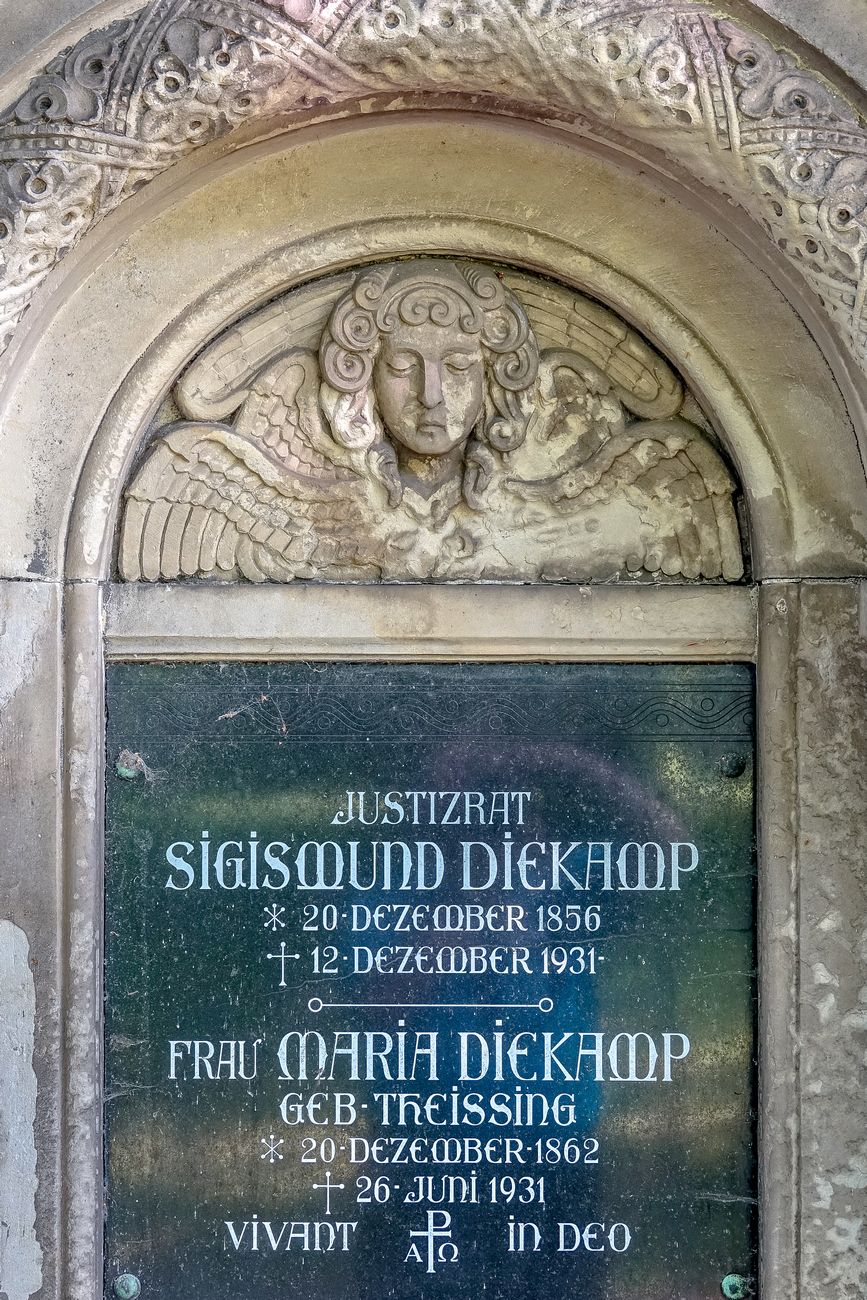 JUSTIZRAT
SIGISMUND DIEKAMP
* 20·DEZEMBER 1856
† 12·DEZEMBER 1931·
FRAU MARIA DIEKAMP
GEB·THEISSING
* 20·DEZEMBER·1862
† 26·JUNI 1931
VIVANT ☧ IN DEO
Α Ω